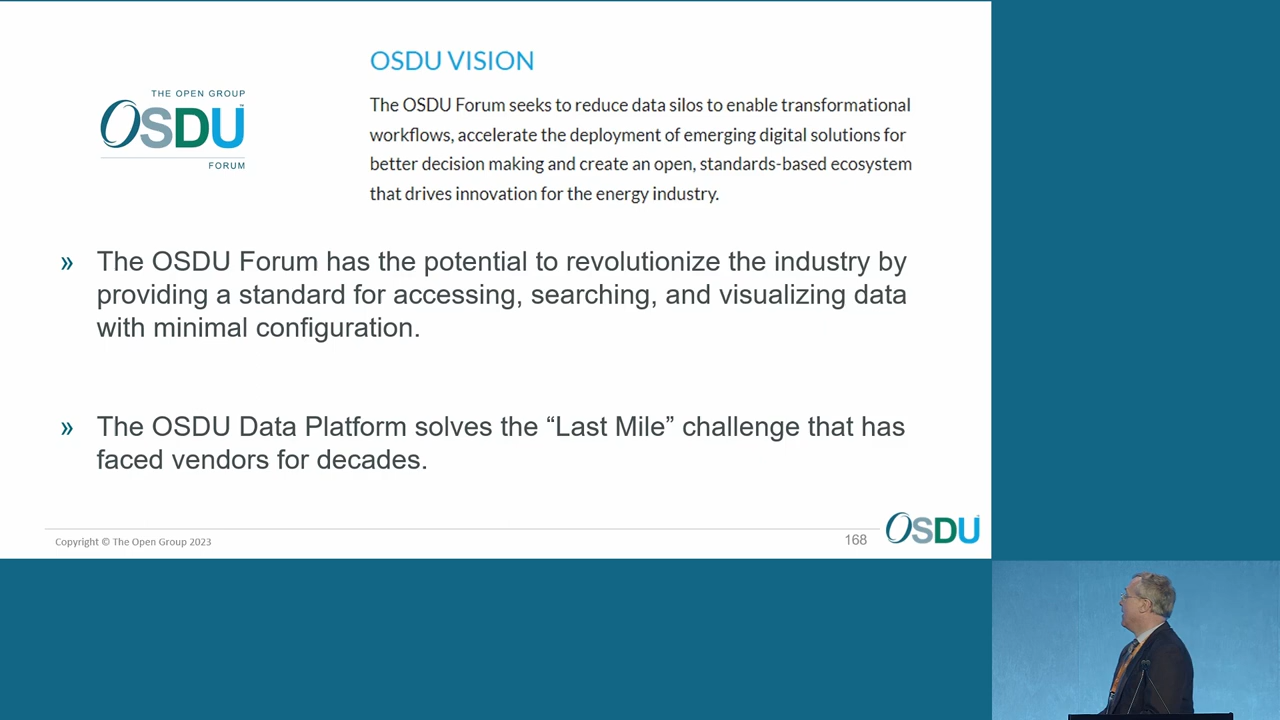 THE OPEN GROUP
OSDU™
FORUM
OSDU VISION
The OSDU Forum seeks to reduce data silos to enable transformational
workflows, accelerate the deployment of emerging digital solutions for
better decision making and create an open, standards-based ecosystem
that drives innovation for the energy industry.
» The OSDU Forum has the potential to revolutionize the industry by
providing a standard for accessing, searching, and visualizing data
with minimal configuration.
» The OSDU Data Platform solves the “Last Mile” challenge that has
faced vendors for decades.
Copyright © The Open Group 2023
168
OSDU™